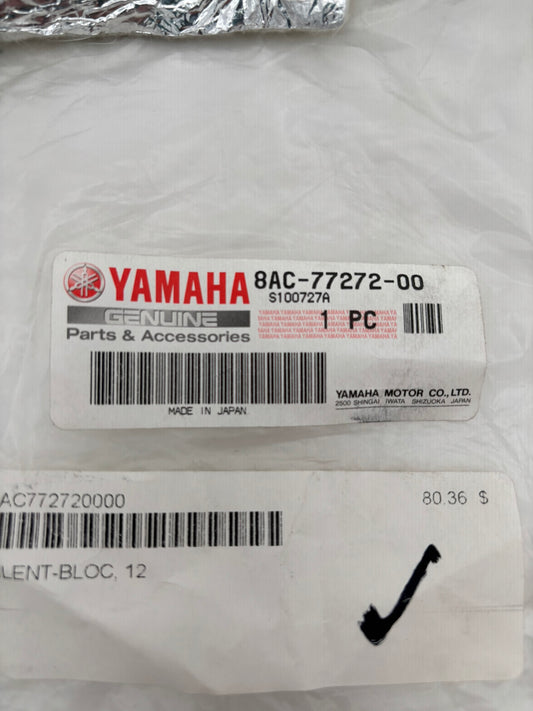 YAMAHA 8AC-77272-00
S100727A
GENUINE
Parts & Accessories
1 PC
MADE IN JAPAN
YAMAHA MOTOR CO.,LTD.
2500 SHINGAI IWATA SHIZUOKA JAPAN
AC772720000
80.36 $
LENT-BLOC, 12